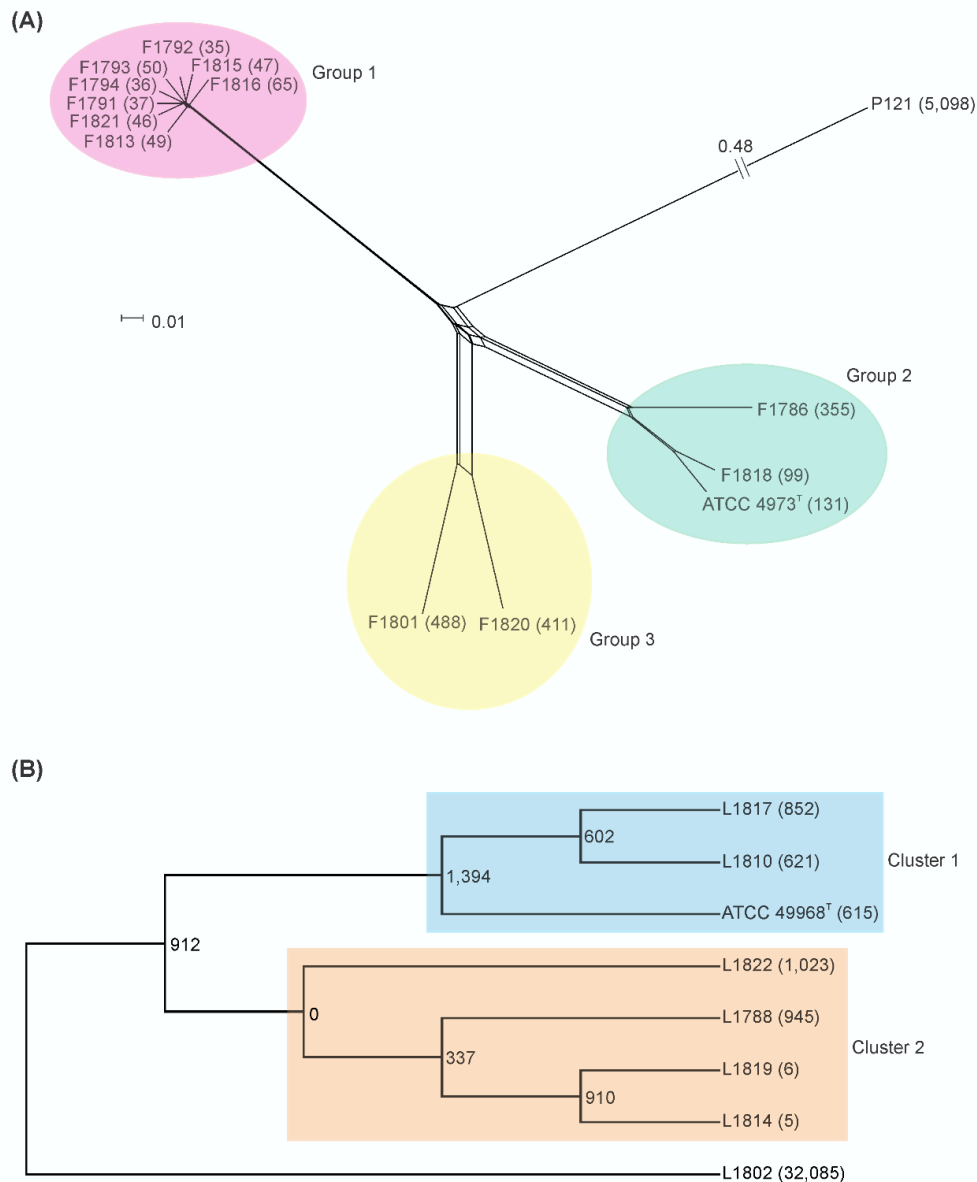 (A)
F1792 (35)
F1793 (50)
F1815 (47)
Group 1
F1794 (36)
F1816 (65)
F1791 (37)
F1821 (46)
F1813 (49)
P121 (5,098)
0.48
0.01
Group 2
F1786 (355)
F1818 (99)
ATCC 4973ᵀ (131)
F1801 (488)
F1820 (411)
Group 3
(B)
L1817 (852)
602
Cluster 1
L1810 (621)
1,394
ATCC 49968ᵀ (615)
912
L1822 (1,023)
0
L1788 (945)
Cluster 2
337
L1819 (6)
910
L1814 (5)
L1802 (32,085)